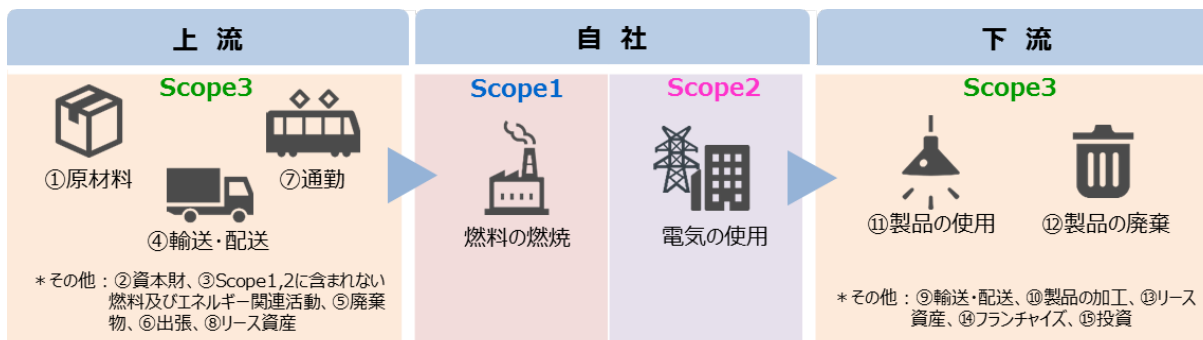 上 流
自 社
下 流
Scope3
①原材料
⑦通勤
④輸送・配送
＊その他：②資本財、③Scope1,2に含まれない
燃料及びエネルギー関連活動、⑤廃棄
物、⑥出張、⑧リース資産
Scope1
燃料の燃焼
Scope2
電気の使用
Scope3
⑪製品の使用
⑫製品の廃棄
＊その他：⑨輸送・配送、⑩製品の加工、⑬リース
資産、⑭フランチャイズ、⑮投資